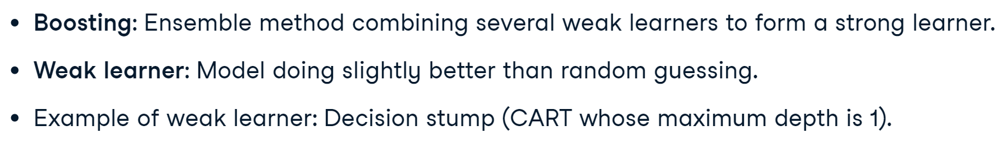 • Boosting: Ensemble method combining several weak learners to form a strong learner.
• Weak learner: Model doing slightly better than random guessing.
• Example of weak learner: Decision stump (CART whose maximum depth is 1).